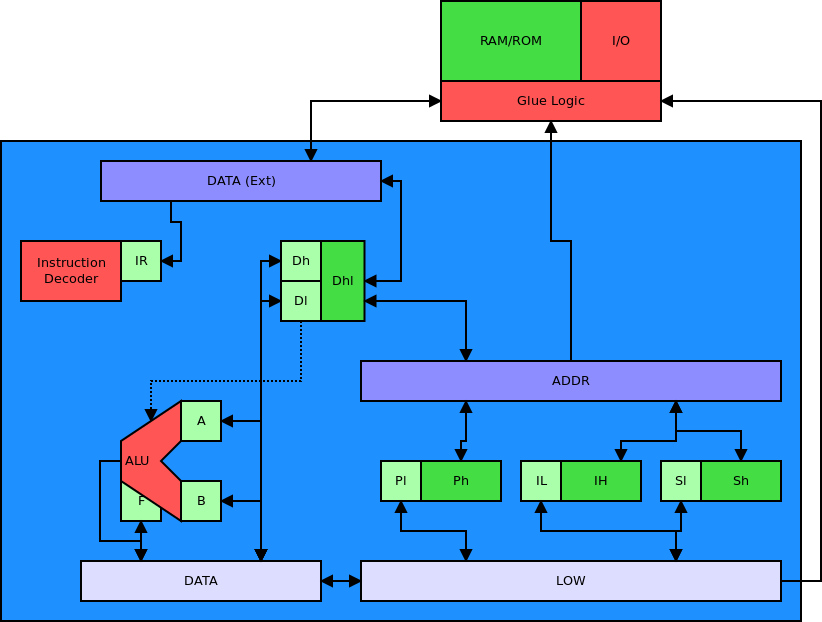 RAM/ROM
I/O
Glue Logic
DATA (Ext)
Instruction
Decoder
IR
Dh
Dl
Dhl
ADDR
A
ALU
F
B
Pl
Ph
IL
IH
Sl
Sh
DATA
LOW